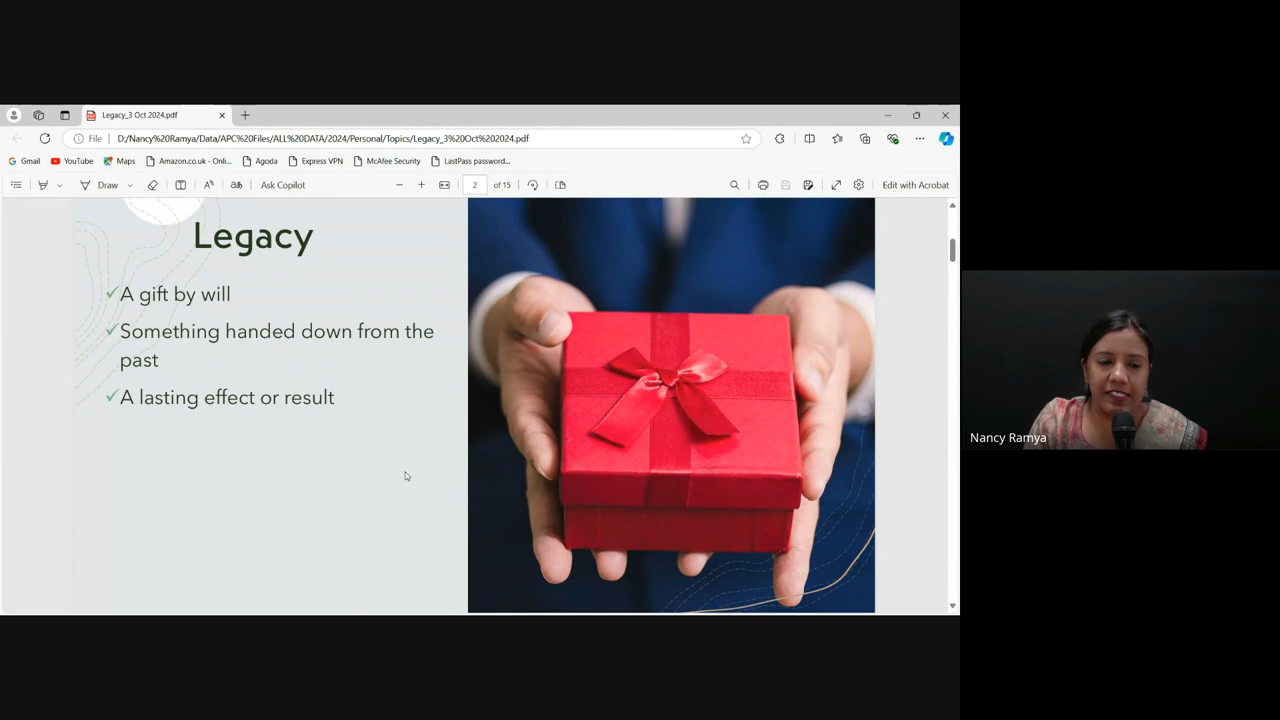 Legacy_3 Oct 2024.pdf
File
D:/Nancy%20Ramya/Data/APC%20Files/ALL%20DATA/2024/Personal/Topics/Legacy_3%20Oct%202024.pdf
Gmail
YouTube
Maps
Amazon.co.uk - Onli...
Agoda
Express VPN
McAfee Security
LastPass password...
Draw
Ask Copilot
2
of 15
Edit with Acrobat
Legacy
A gift by will
Something handed down from the
past
A lasting effect or result
Nancy Ramya